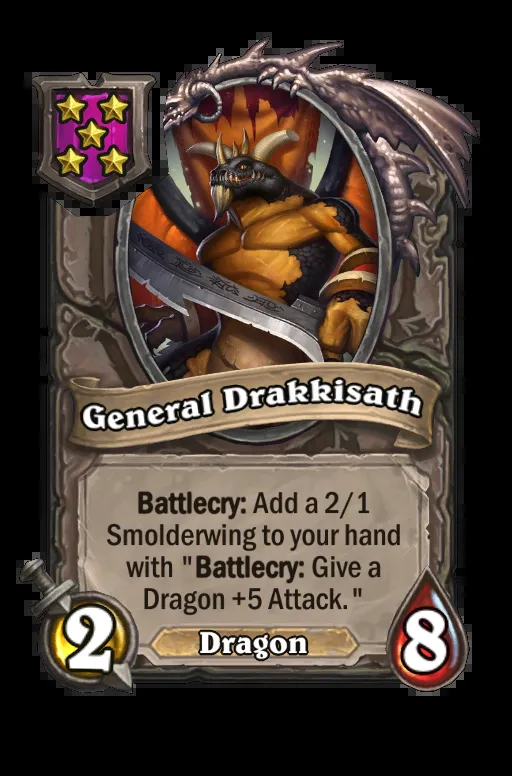 General Drakkisath
Battlecry: Add a 2/1
Smolderwing to your hand
with "Battlecry: Give a
Dragon +5 Attack."
2
Dragon
8